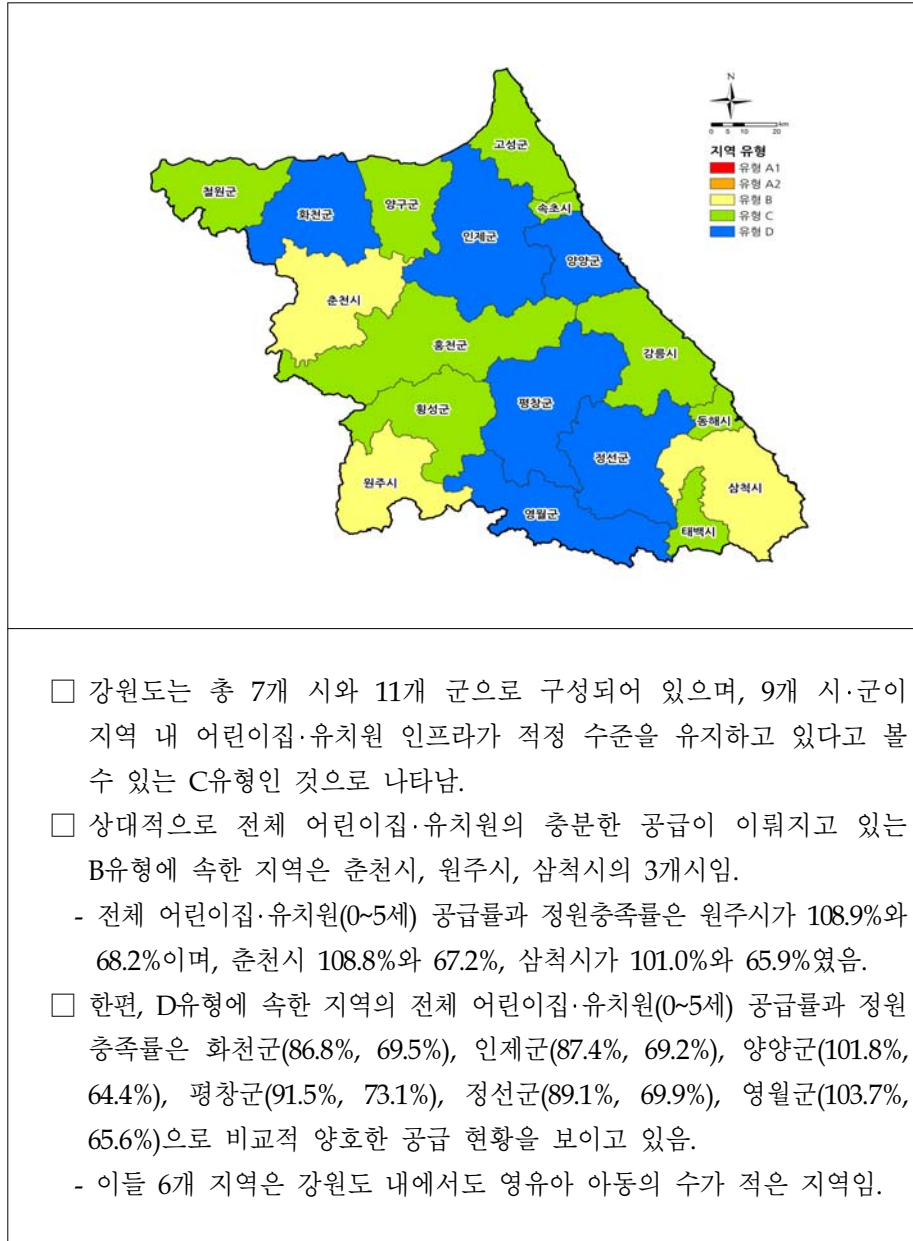 N
0 5 10 20 km
지역 유형
유형 A1
유형 A2
유형 B
유형 C
유형 D
고성군
철원군
화천군
양구군
속초시
인제군
양양군
춘천시
홍천군
강릉시
횡성군
평창군
동해시
정선군
원주시
삼척시
영월군
태백시
□ 강원도는 총 7개 시와 11개 군으로 구성되어 있으며, 9개 시·군이
지역 내 어린이집·유치원 인프라가 적정 수준을 유지하고 있다고 볼
수 있는 C유형인 것으로 나타남.
□ 상대적으로 전체 어린이집·유치원의 충분한 공급이 이뤄지고 있는
B유형에 속한 지역은 춘천시, 원주시, 삼척시의 3개시임.
- 전체 어린이집·유치원(0~5세) 공급률과 정원충족률은 원주시가 108.9%와
68.2%이며, 춘천시 108.8%와 67.2%, 삼척시가 101.0%와 65.9%였음.
□ 한편, D유형에 속한 지역의 전체 어린이집·유치원(0~5세) 공급률과 정원
충족률은 화천군(86.8%, 69.5%), 인제군(87.4%, 69.2%), 양양군(101.8%,
64.4%), 평창군(91.5%, 73.1%), 정선군(89.1%, 69.9%), 영월군(103.7%,
65.6%)으로 비교적 양호한 공급 현황을 보이고 있음.
- 이들 6개 지역은 강원도 내에서도 영유아 아동의 수가 적은 지역임.